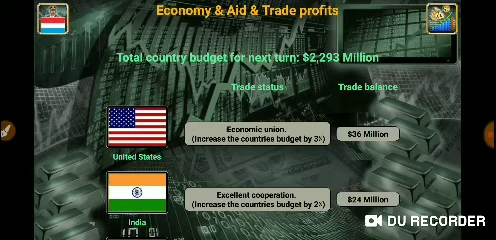 Economy & Aid & Trade profits
Total country budget for next turn: $2,293 Million
Trade status
Trade balance
Economic union.
(Increase the countries budget by 3%)
$36 Million
United States
Excellent cooperation.
(Increase the countries budget by 2%)
$24 Million
India
DU RECORDER